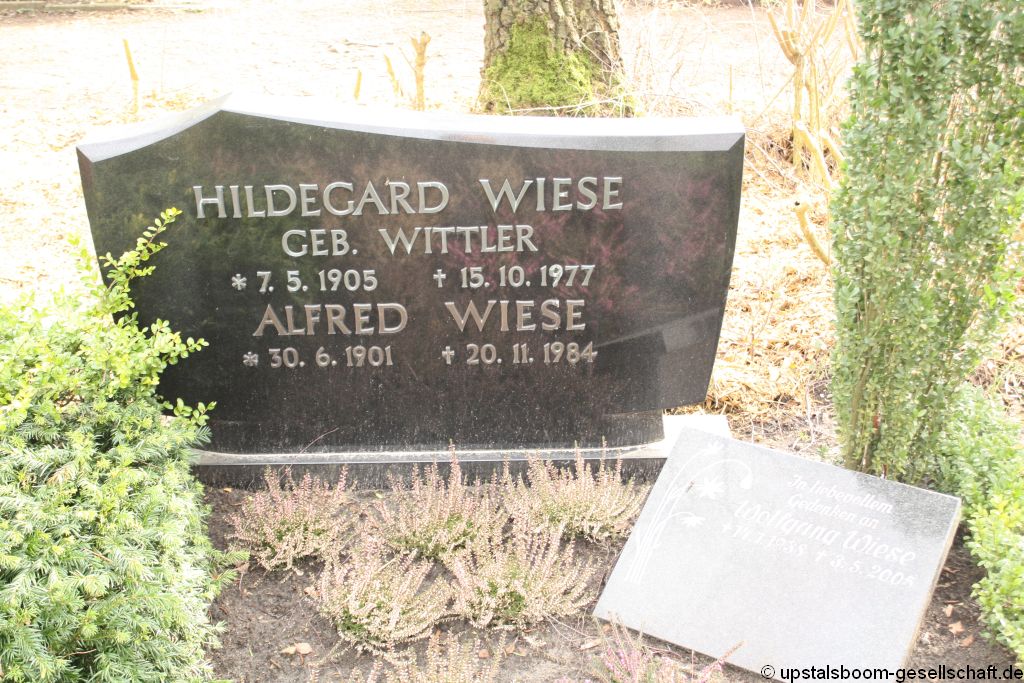 HILDEGARD WIESE
GEB. WITTLER
* 7. 5. 1905 † 15. 10. 1977
ALFRED WIESE
* 30. 6. 1901 † 20. 11. 1984
In liebevollem
Gedenken an
Wolfgang Wiese
© upstalsboom-gesellschaft.de